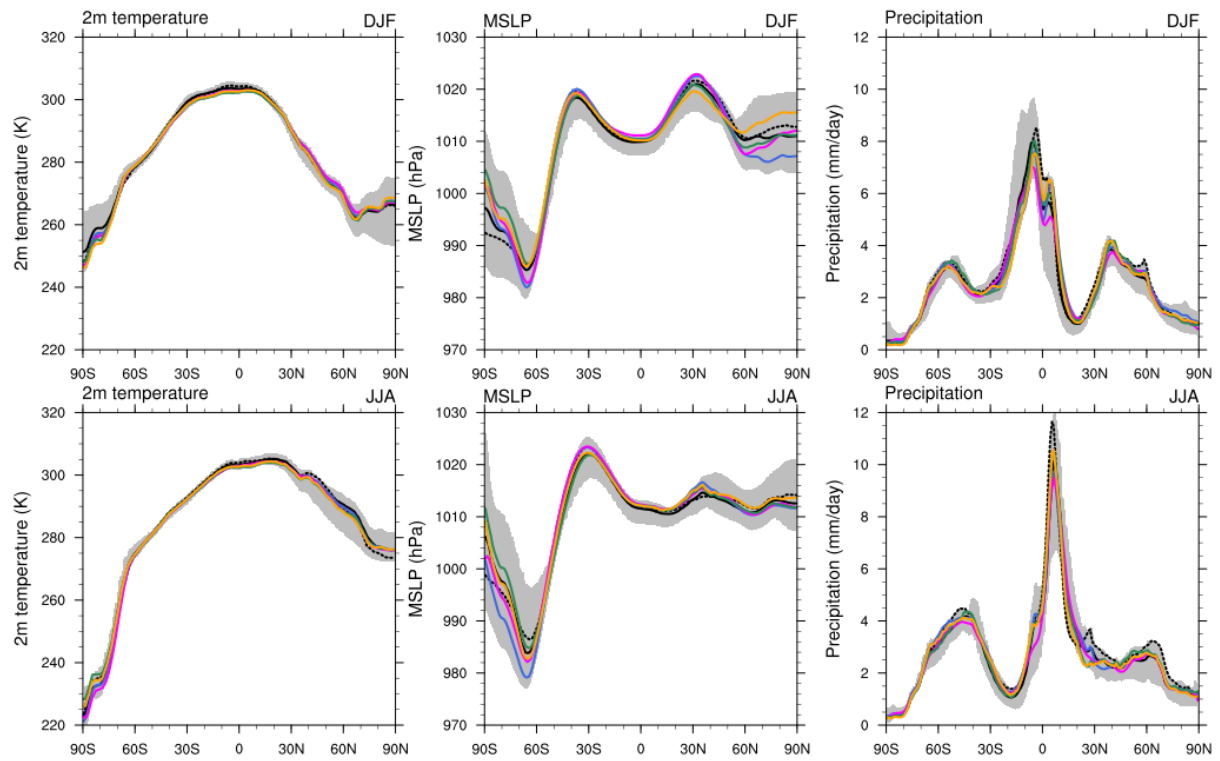 2m temperature DJF
2m temperature (K)
320
300
280
260
240
220
90S 60S 30S 0 30N 60N 90N
MSLP DJF
MSLP (hPa)
1030
1020
1010
1000
990
980
970
90S 60S 30S 0 30N 60N 90N
Precipitation DJF
Precipitation (mm/day)
12
10
8
6
4
2
0
90S 60S 30S 0 30N 60N 90N
2m temperature JJA
2m temperature (K)
320
300
280
260
240
220
90S 60S 30S 0 30N 60N 90N
MSLP JJA
MSLP (hPa)
1030
1020
1010
1000
990
980
970
90S 60S 30S 0 30N 60N 90N
Precipitation JJA
Precipitation (mm/day)
12
10
8
6
4
2
0
90S 60S 30S 0 30N 60N 90N